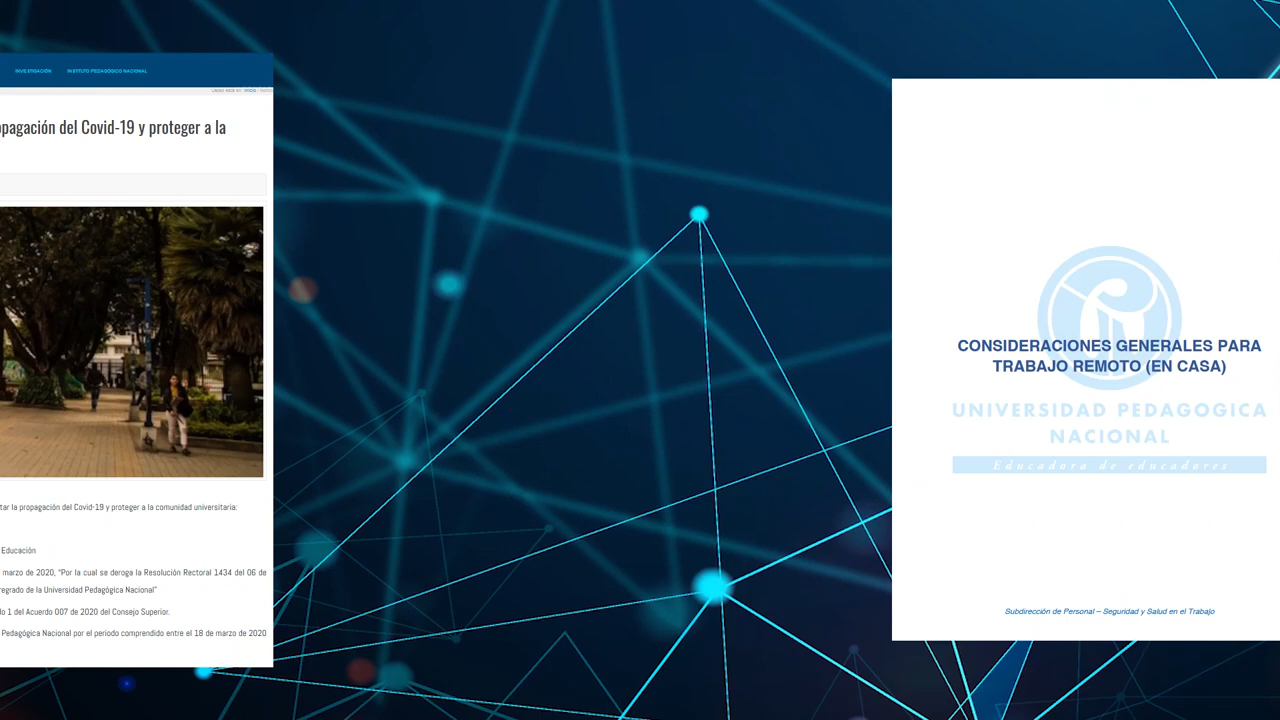 INVESTIGACIÓN INSTITUTO PEDAGÓGICO NACIONAL
opagación del Covid-19 y proteger a la
tar la propagación del Covid-19 y proteger a la comunidad universitaria:
Educación
marzo de 2020, “Por la cual se deroga la Resolución Rectoral 1434 del 06 de
regrado de la Universidad Pedagógica Nacional”
lo 1 del Acuerdo 007 de 2020 del Consejo Superior.
Pedagógica Nacional por el periodo comprendido entre el 18 de marzo de 2020
CONSIDERACIONES GENERALES PARA
TRABAJO REMOTO (EN CASA)
UNIVERSIDAD PEDAGOGICA
NACIONAL
Educadora de educadores
Subdirección de Personal – Seguridad y Salud en el Trabajo